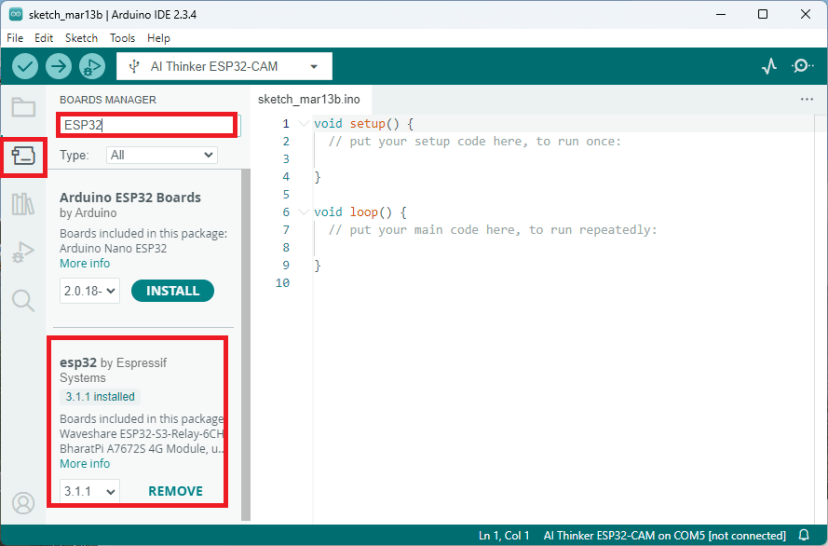 sketch_mar13b | Arduino IDE 2.3.4
File Edit Sketch Tools Help
AI Thinker ESP32-CAM
BOARDS MANAGER
ESP32
Type: All
Arduino ESP32 Boards
by Arduino
Boards included in this package:
Arduino Nano ESP32
More info
2.0.18- INSTALL
esp32 by Espressif
Systems
3.1.1 installed
Boards included in this package
Waveshare ESP32-S3-Relay-6CH
BharatPi A7672S 4G Module, u...
More info
3.1.1 REMOVE
sketch_mar13b.ino
1 void setup() {
2 // put your setup code here, to run once:
3
4 }
5
6 void loop() {
7 // put your main code here, to run repeatedly:
8
9 }
10
Ln 1, Col 1 AI Thinker ESP32-CAM on COM5 [not connected]